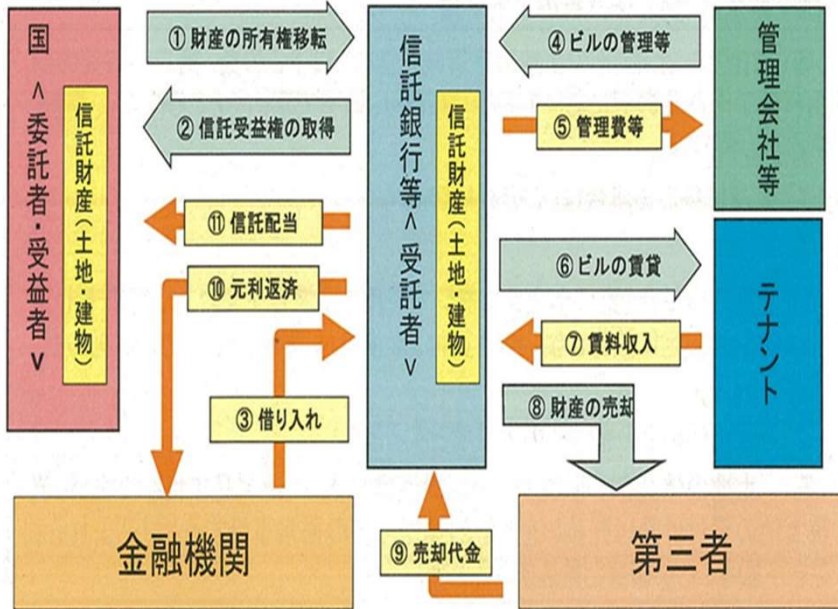 国
<委託者・受益者>
信託財産(土地・建物)
① 財産の所有権移転
② 信託受益権の取得
⑪ 信託配当
⑩ 元利返済
③ 借り入れ
信託銀行等<受託者>
信託財産(土地・建物)
④ ビルの管理等
⑤ 管理費等
管理会社等
⑥ ビルの賃貸
⑦ 賃料収入
テナント
⑧ 財産の売却
⑨ 売却代金
金融機関
第三者